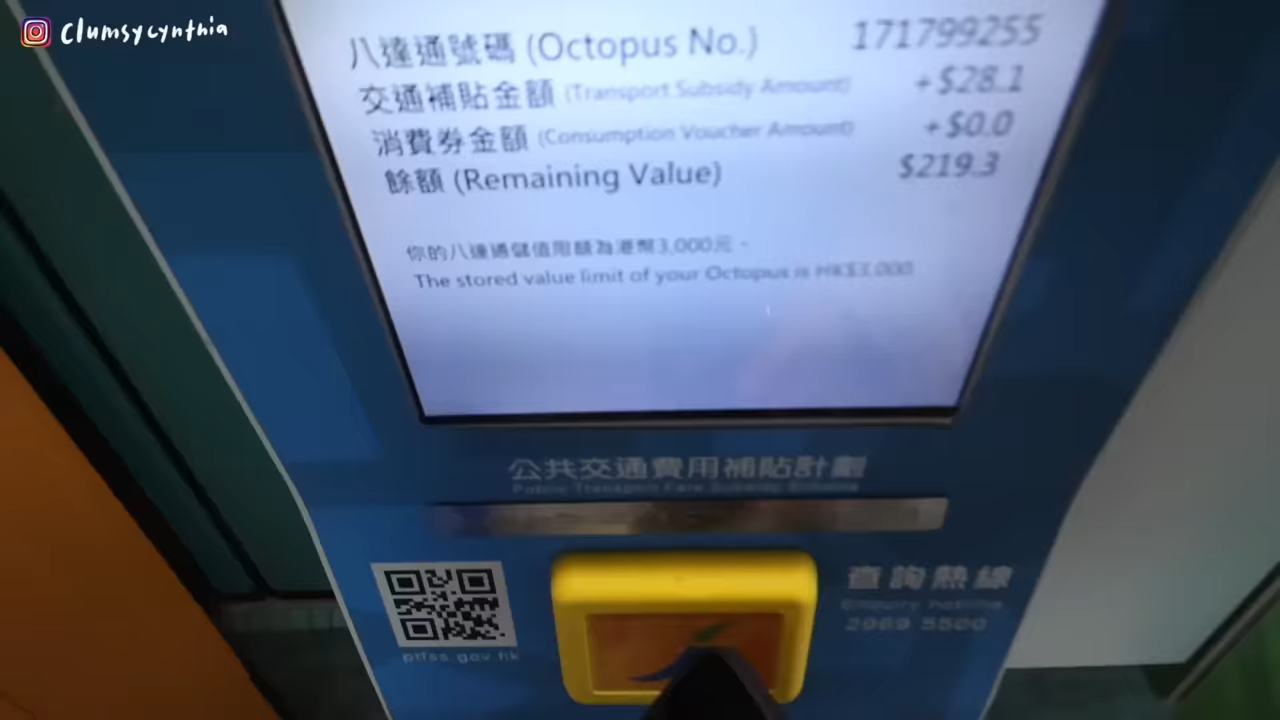 Clumsycynthia
八達通號碼 (Octopus No.) 171799255
交通補貼金額 (Transport Subsidy Amount) +$28.1
消費券金額 (Consumption Voucher Amount) +$0.0
餘額 (Remaining Value) $219.3
你的八達通儲值限額為港幣3,000元。
The stored value limit of your Octopus is HK$3,000
公共交通費用補貼計劃
Public Transport Fare Subsidy Scheme
查詢熱線
Enquiry hotline
2969 5500
ptfss.gov.hk